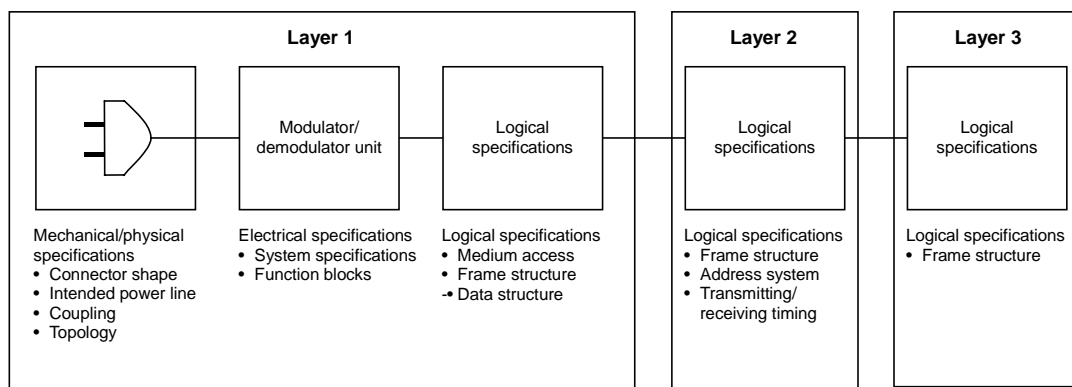 Layer 1
Modulator/
demodulator unit
Logical
specifications
Mechanical/physical
specifications
• Connector shape
• Intended power line
• Coupling
• Topology
Electrical specifications
• System specifications
• Function blocks
Logical specifications
• Medium access
• Frame structure
-• Data structure
Layer 2
Logical
specifications
Logical specifications
• Frame structure
• Address system
• Transmitting/
receiving timing
Layer 3
Logical
specifications
Logical specifications
• Frame structure